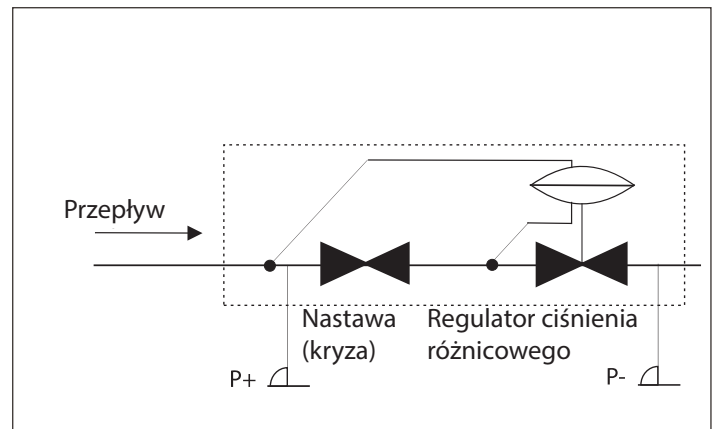 Przepływ
Nastawa
(kryza)
Regulator ciśnienia
różnicowego
P+
P-